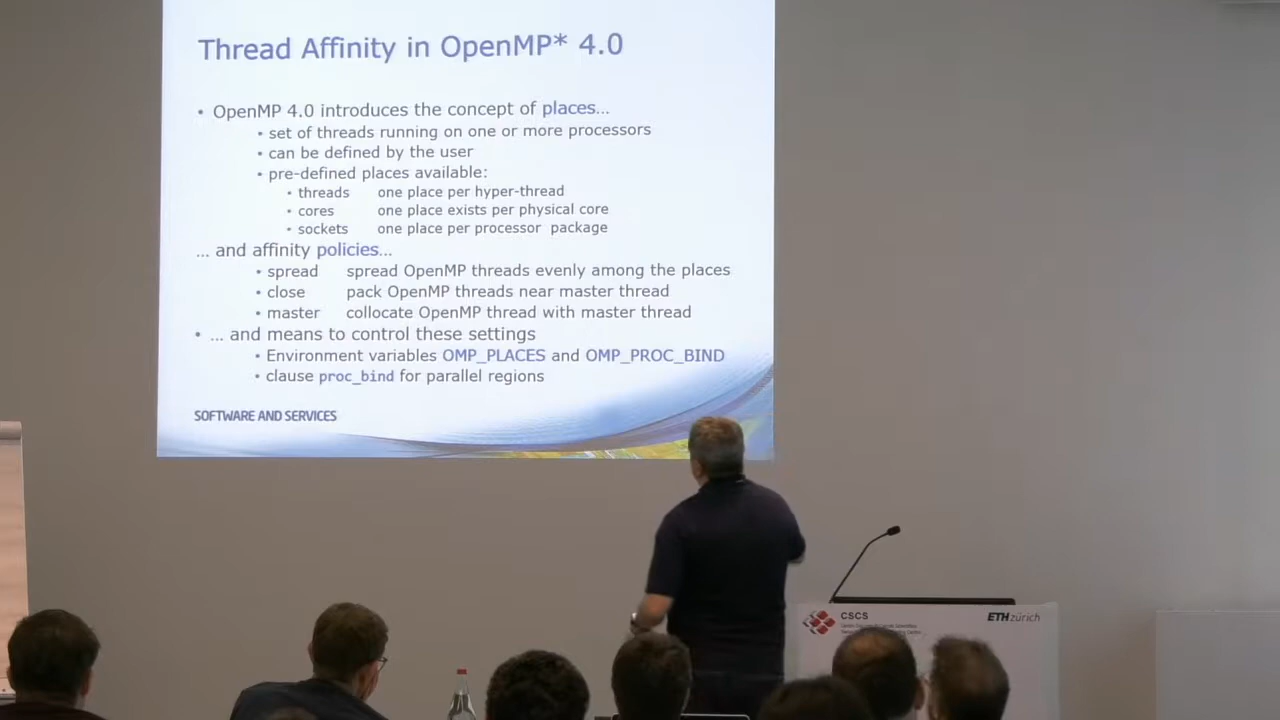 Thread Affinity in OpenMP* 4.0
• OpenMP 4.0 introduces the concept of places…
• set of threads running on one or more processors
• can be defined by the user
• pre-defined places available:
• threads one place per hyper-thread
• cores one place exists per physical core
• sockets one place per processor package
… and affinity policies…
• spread spread OpenMP threads evenly among the places
• close pack OpenMP threads near master thread
• master collocate OpenMP thread with master thread
• … and means to control these settings
• Environment variables OMP_PLACES and OMP_PROC_BIND
• clause proc_bind for parallel regions
SOFTWARE AND SERVICES
CSCS
ETH zürich